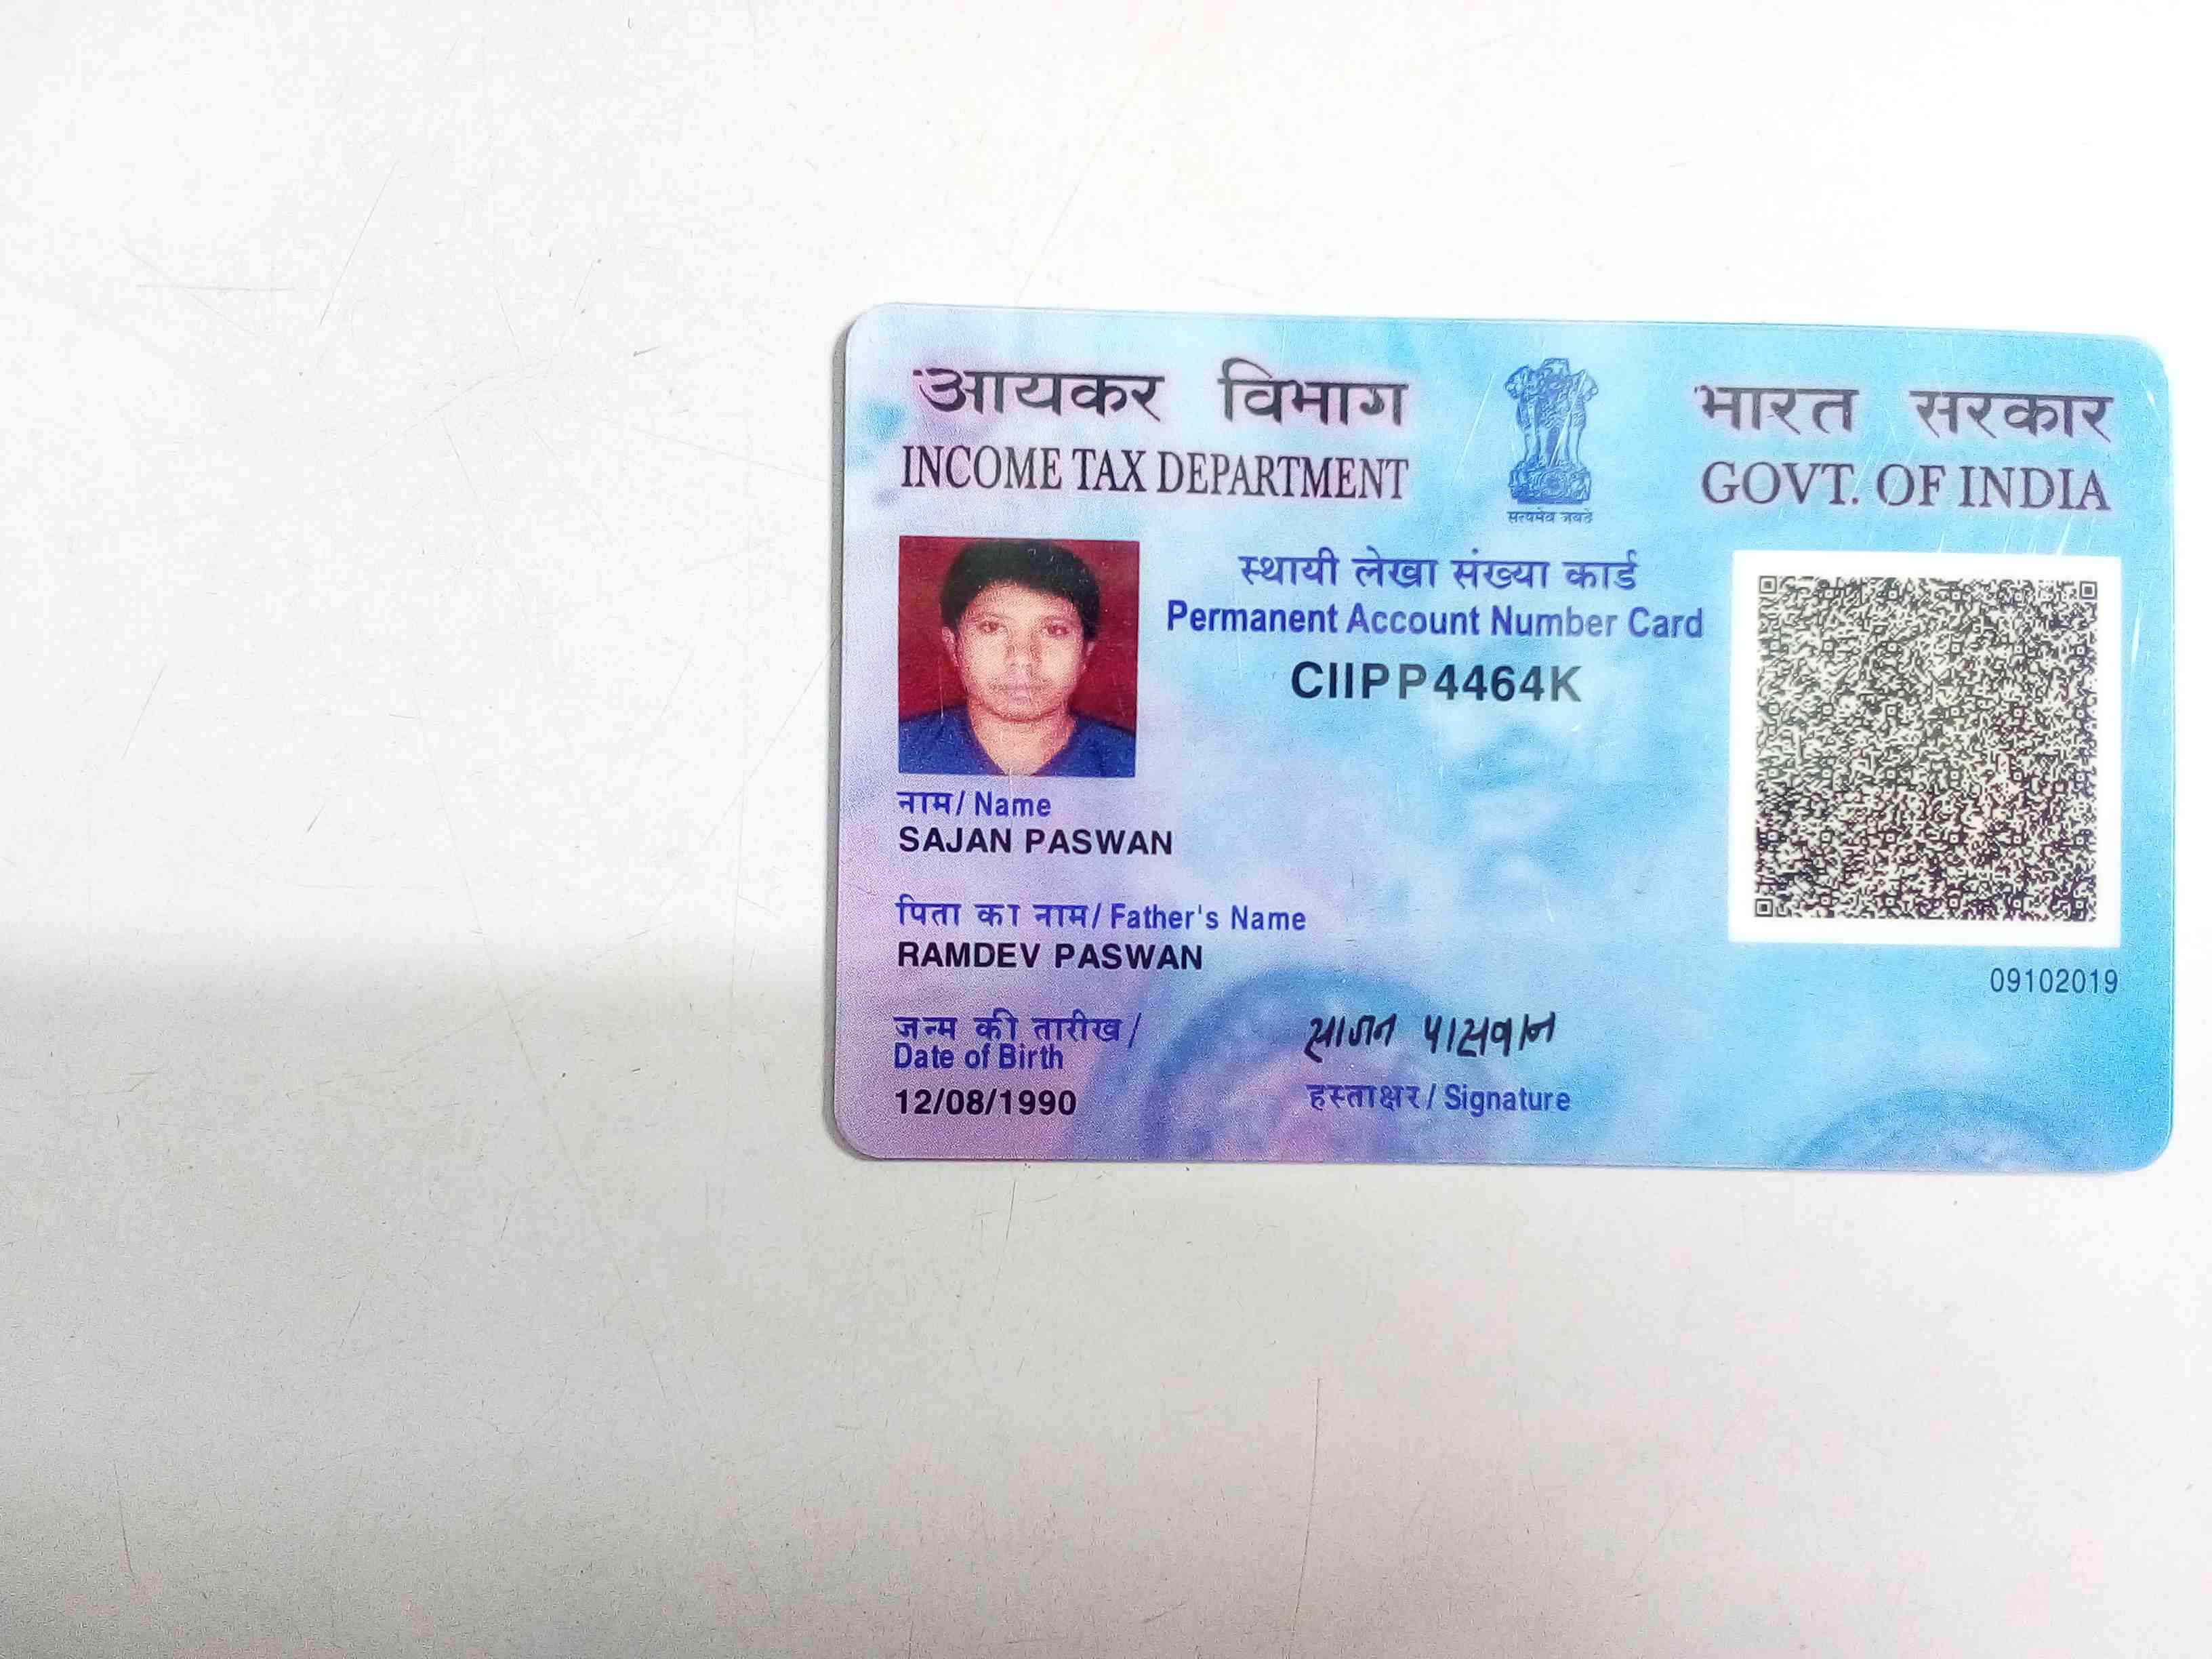 आयकर विभाग
INCOME TAX DEPARTMENT
सत्यमेव जयते
भारत सरकार
GOVT. OF INDIA
स्थायी लेखा संख्या कार्ड
Permanent Account Number Card
CIIPP4464K
नाम/ Name
SAJAN PASWAN
पिता का नाम/ Father's Name
RAMDEV PASWAN
09102019
जन्म की तारीख/
Date of Birth
12/08/1990
साजन पासवान
हस्ताक्षर/ Signature